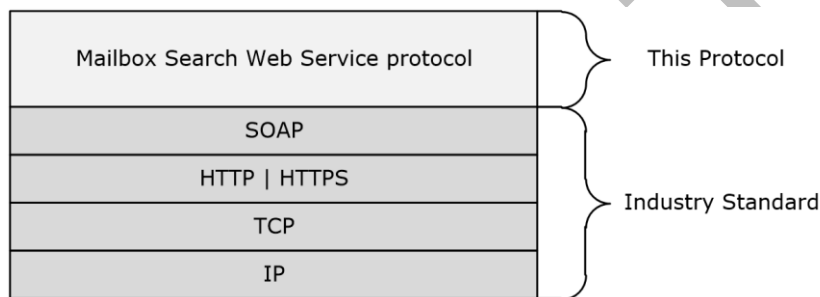 Mailbox Search Web Service protocol
This Protocol
SOAP
HTTP | HTTPS
Industry Standard
TCP
IP